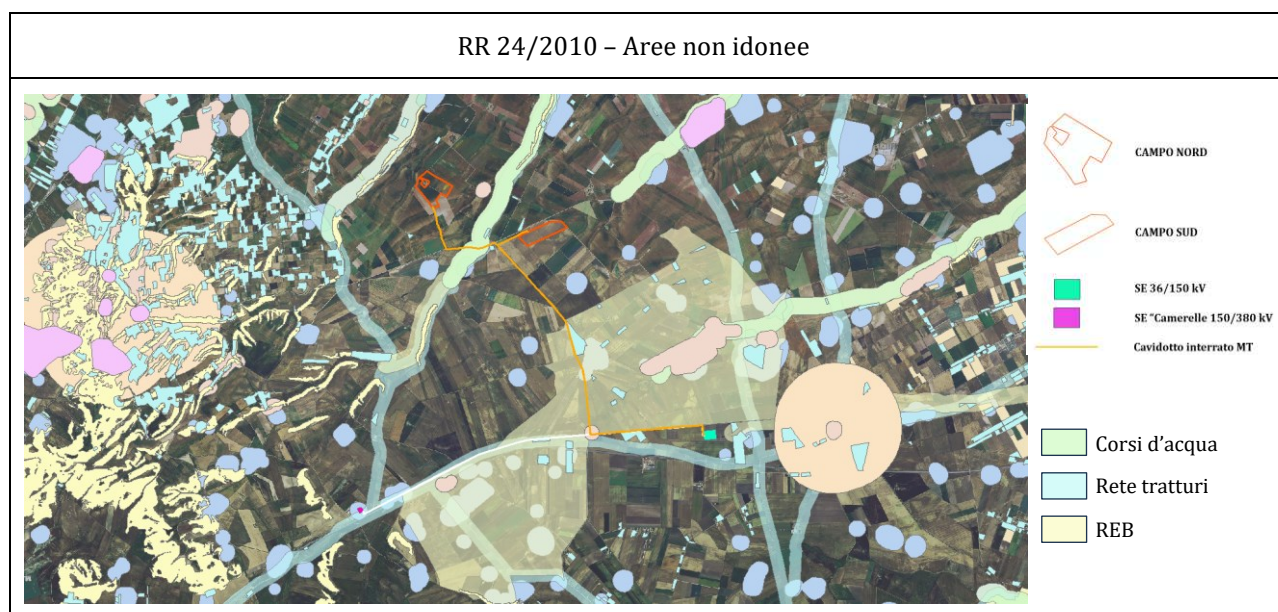 RR 24/2010 – Aree non idonee
CAMPO NORD
CAMPO SUD
SE 36/150 kV
SE "Camerelle 150/380 kV
Cavidotto interrato MT
Corsi d'acqua
Rete tratturi
REB